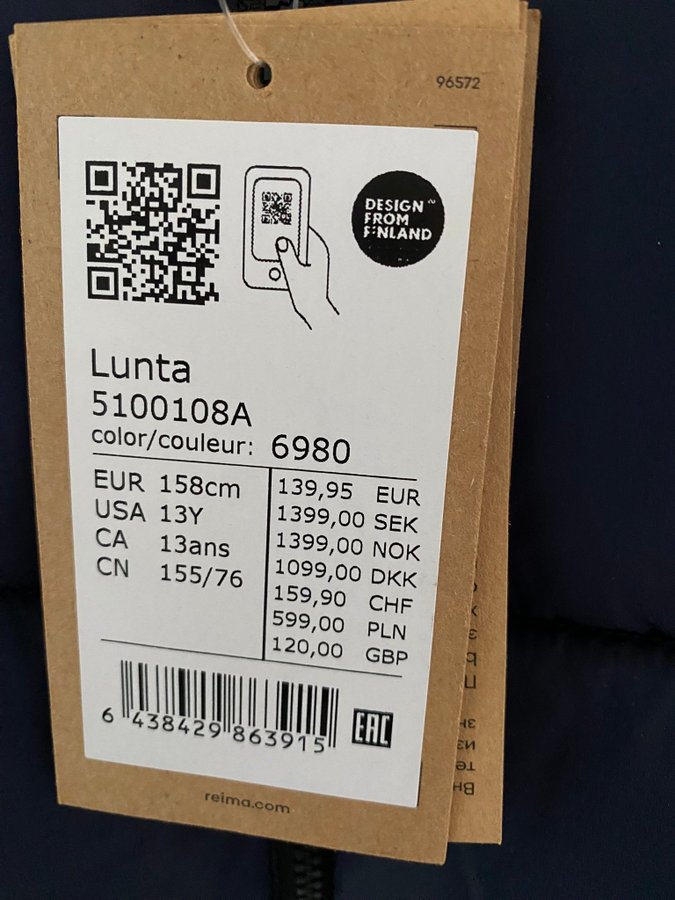 96572
DESIGN
FROM
FINLAND
Lunta
5100108A
color/couleur: 6980
EUR 158cm
USA 13Y
CA 13ans
CN 155/76
139,95 EUR
1399,00 SEK
1399,00 NOK
1099,00 DKK
159,90 CHF
599,00 PLN
120,00 GBP
6 438429 863915
EAC
reima.com